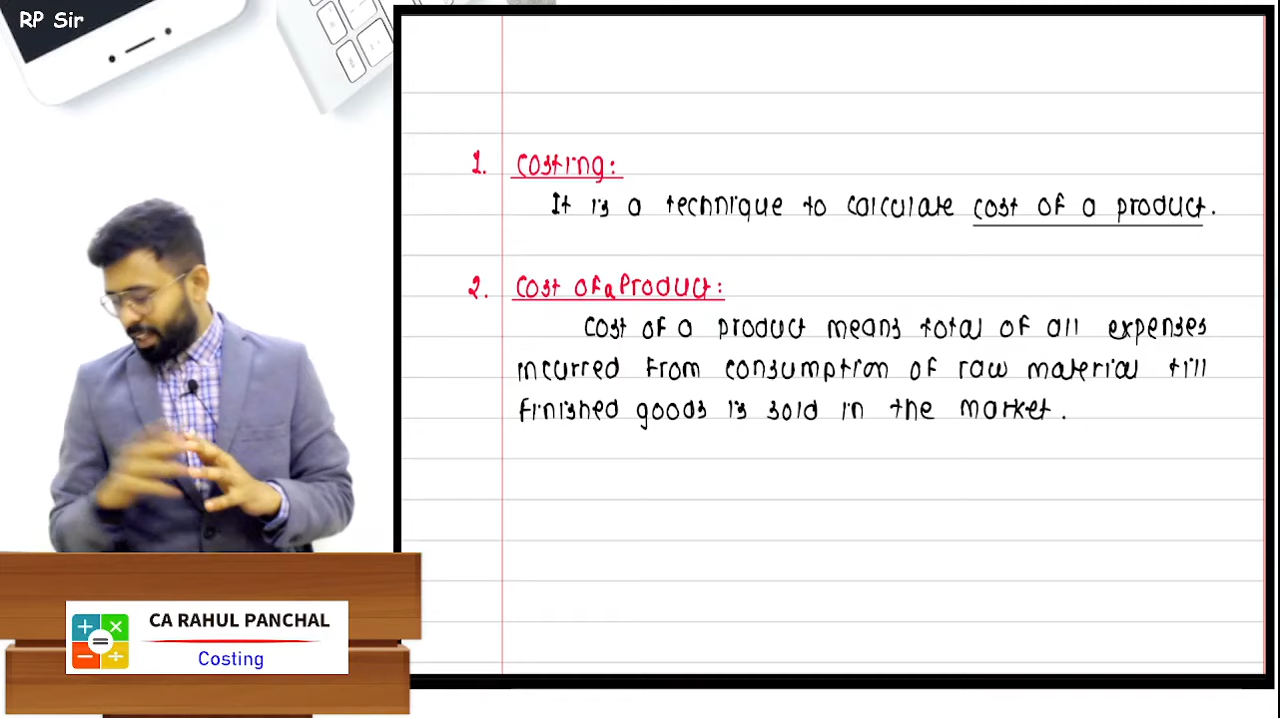 RP Sir
1. Costing:
It is a technique to calculate cost of a product.
2. Cost of a Product:
Cost of a product means total of all expenses
incurred from consumption of raw material till
finished goods is sold in the market.
CA RAHUL PANCHAL
Costing